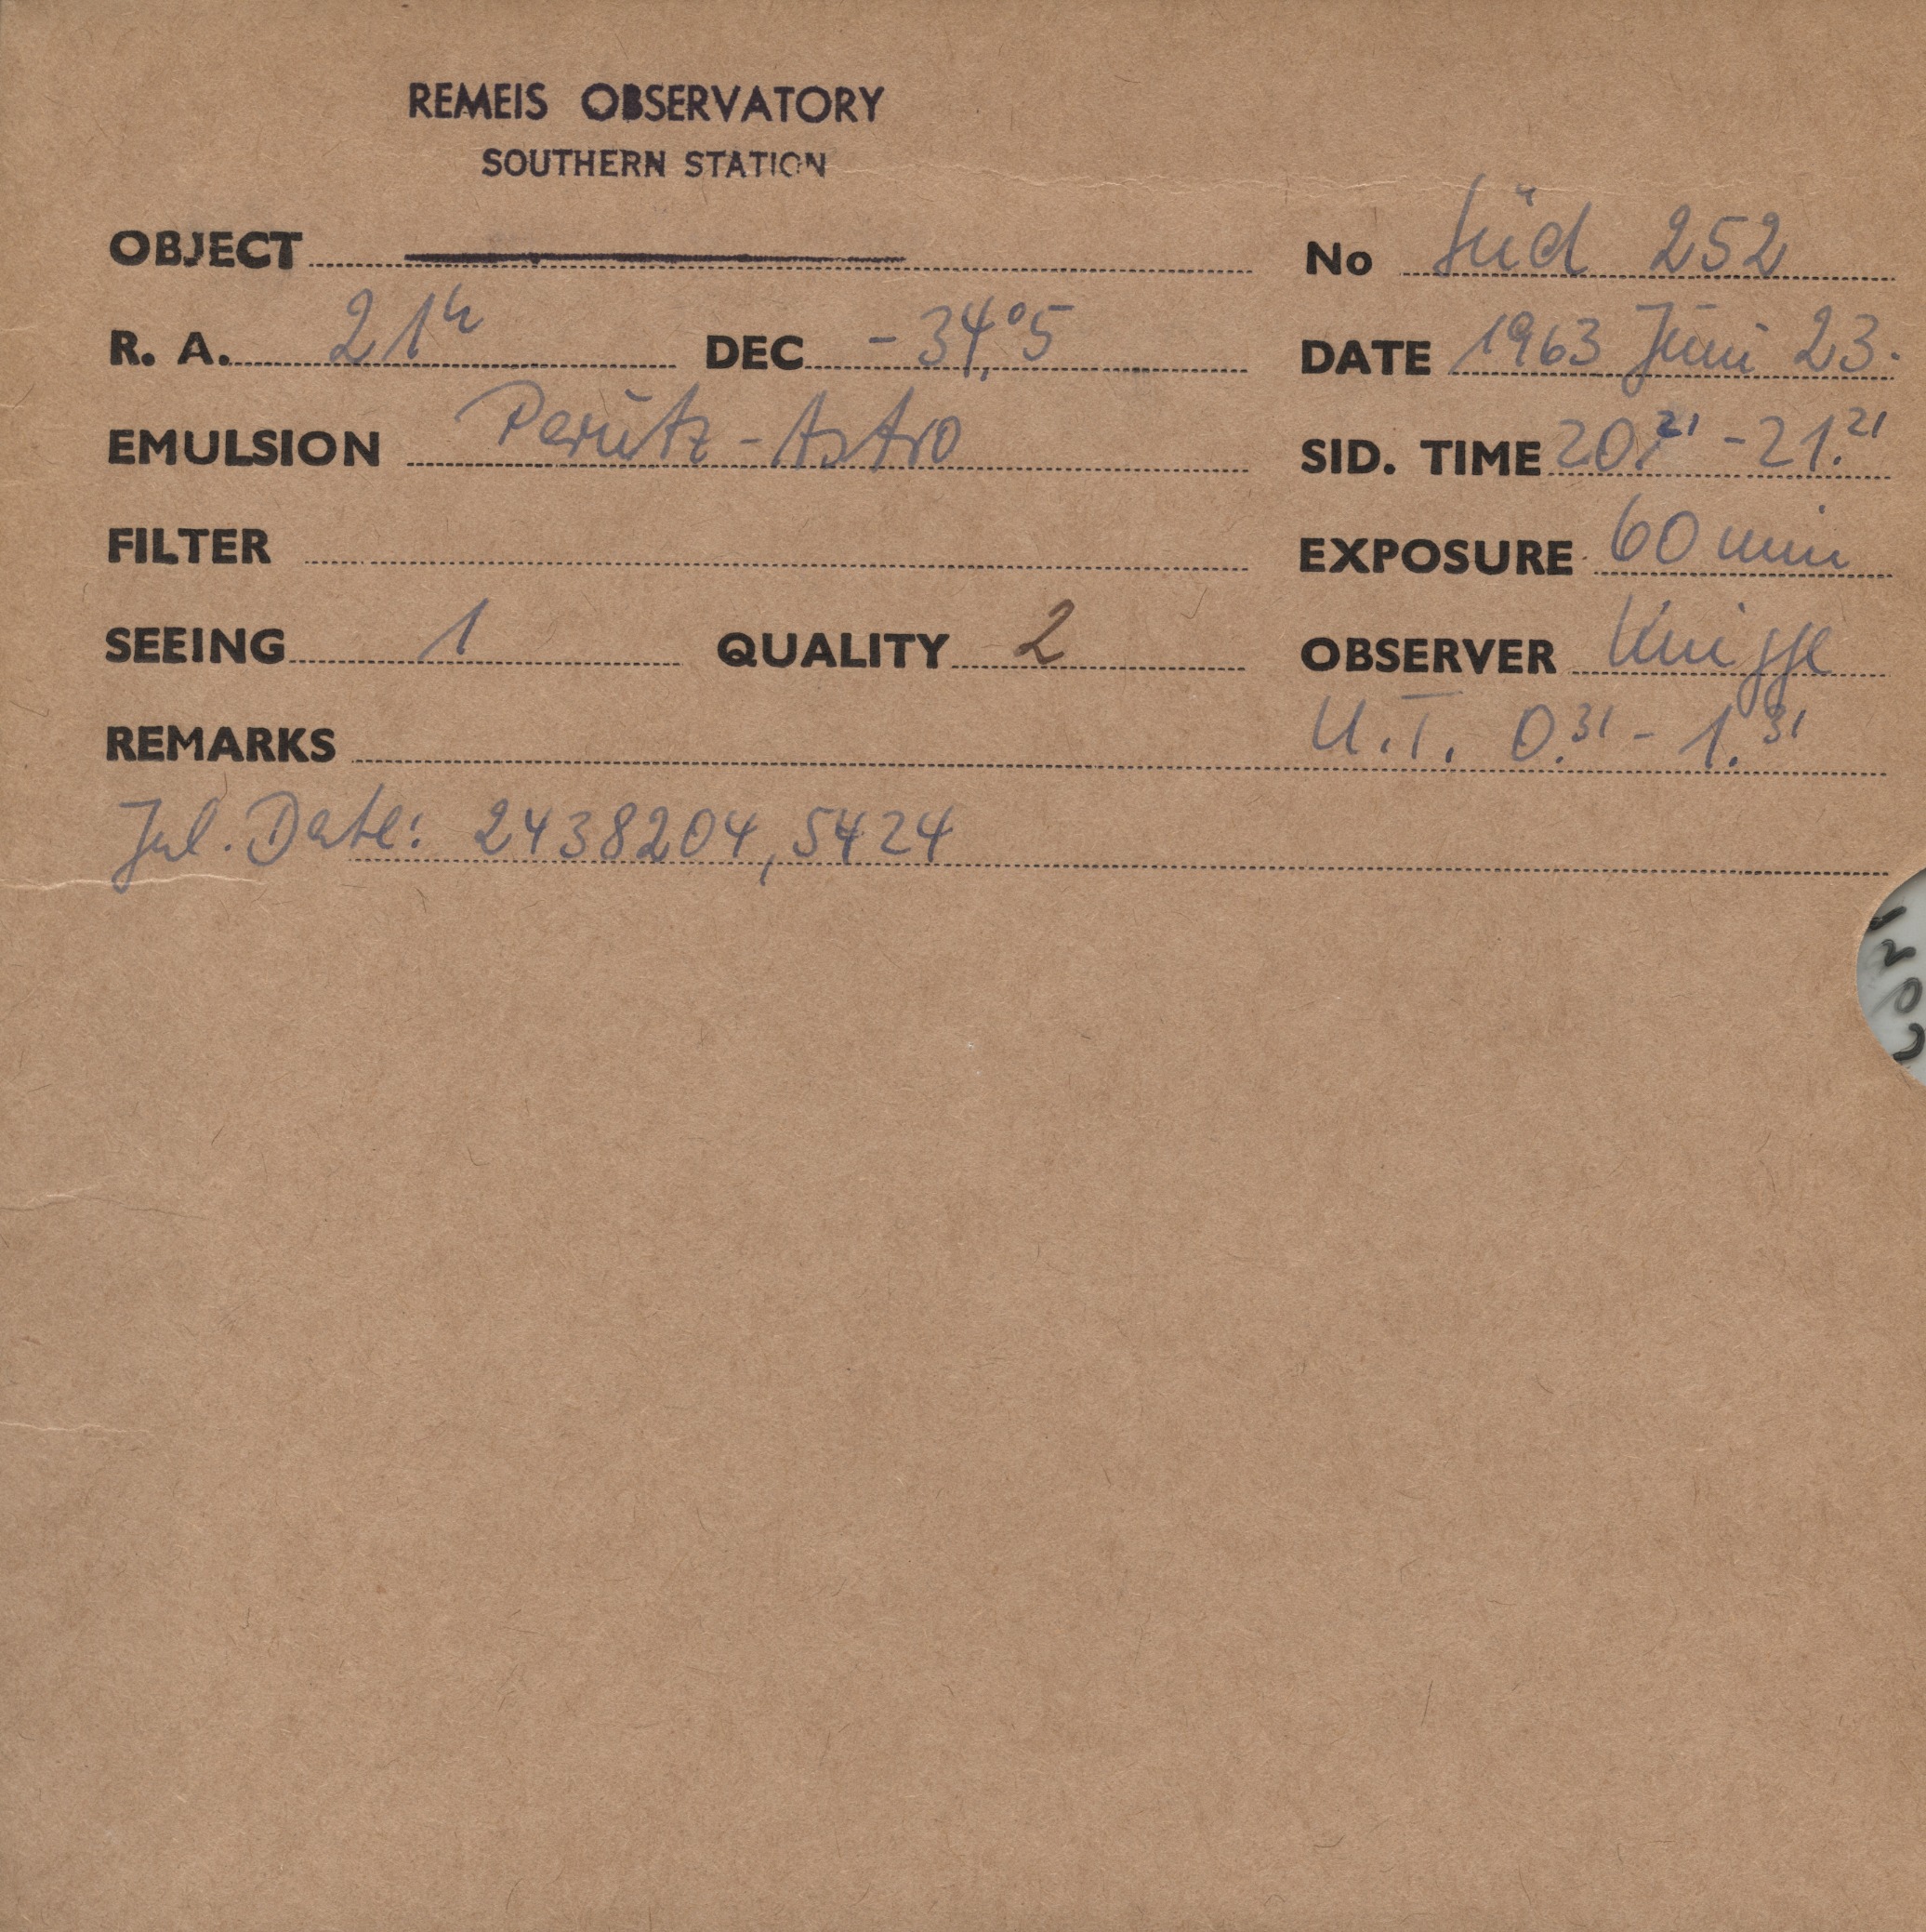 REMEIS OBSERVATORY
SOUTHERN STATION
OBJECT No Süd 252
R. A. 21h DEC -34,°5 DATE 1963 Juni 23.
EMULSION Perutz-Astro SID. TIME 20.21 - 21.21
FILTER EXPOSURE 60 min
SEEING 1 QUALITY 2 OBSERVER Knigge
REMARKS U.T. 0.31 - 1.31
Jul. Date: 2438204,5424